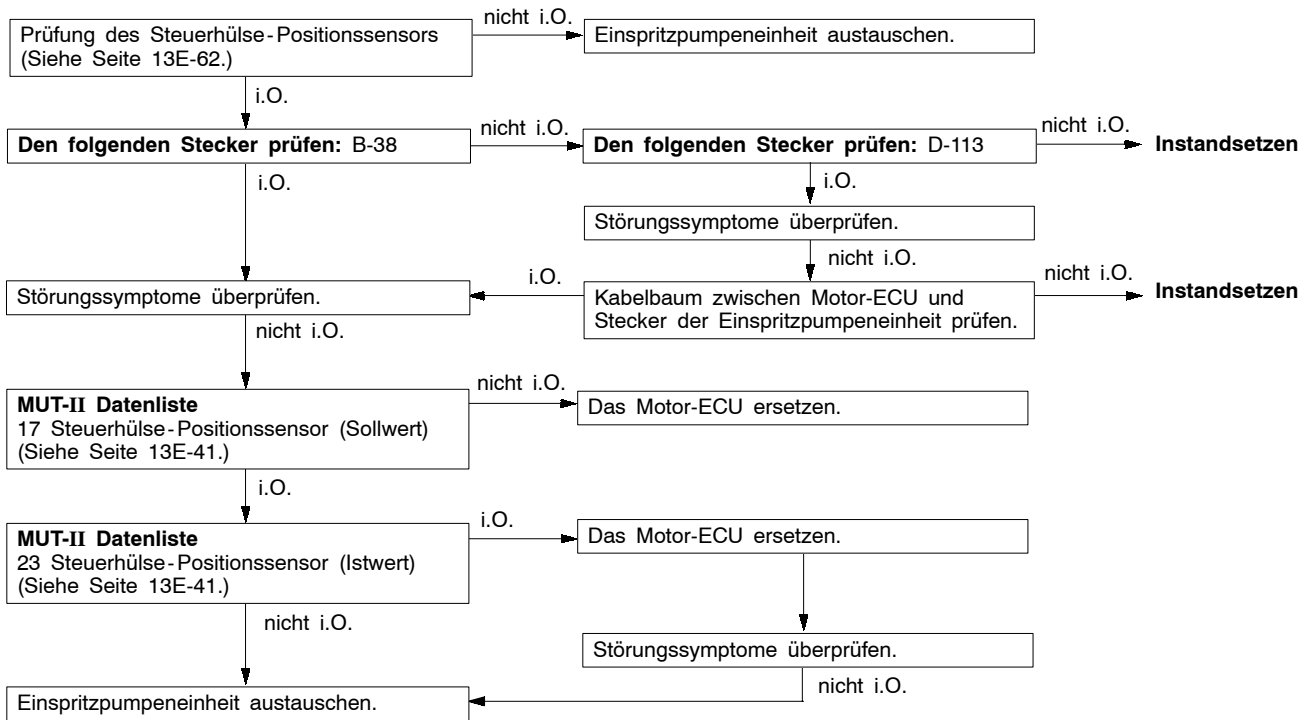 nicht i.O.
Prüfung des Steuerhülse-Positionssensors
(Siehe Seite 13E-62.)
Einspritzpumpeneinheit austauschen.
i.O.
Den folgenden Stecker prüfen: B-38
nicht i.O.
Den folgenden Stecker prüfen: D-113
nicht i.O.
Instandsetzen
i.O.
i.O.
Störungssymptome überprüfen.
nicht i.O.
Störungssymptome überprüfen.
i.O.
Kabelbaum zwischen Motor-ECU und
Stecker der Einspritzpumpeneinheit prüfen.
nicht i.O.
Instandsetzen
nicht i.O.
MUT-II Datenliste
17 Steuerhülse-Positionssensor (Sollwert)
(Siehe Seite 13E-41.)
nicht i.O.
Das Motor-ECU ersetzen.
i.O.
MUT-II Datenliste
23 Steuerhülse-Positionssensor (Istwert)
(Siehe Seite 13E-41.)
i.O.
Das Motor-ECU ersetzen.
nicht i.O.
Störungssymptome überprüfen.
nicht i.O.
Einspritzpumpeneinheit austauschen.